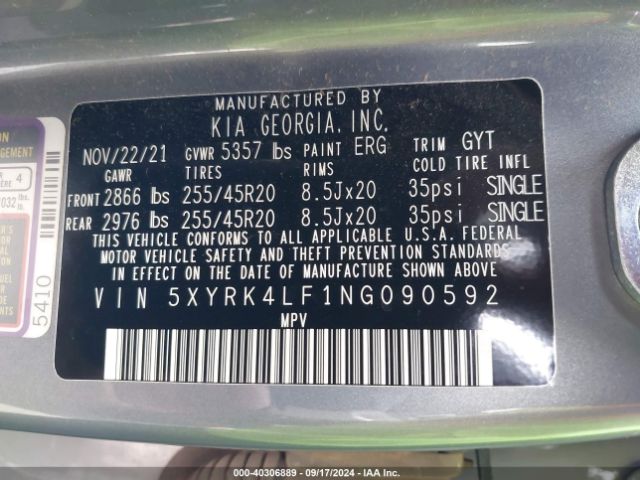 MANUFACTURED BY
KIA GEORGIA, INC.
NOV/22/21 GVWR 5357 lbs PAINT ERG TRIM GYT
GAWR TIRES RIMS COLD TIRE INFL
FRONT 2866 lbs 255/45R20 8.5Jx20 35psi SINGLE
REAR 2976 lbs 255/45R20 8.5Jx20 35psi SINGLE
THIS VEHICLE CONFORMS TO ALL APPLICABLE U.S.A. FEDERAL
MOTOR VEHICLE SAFETY AND THEFT PREVENTION STANDARDS
IN EFFECT ON THE DATE OF MANUFACTURE SHOWN ABOVE
VIN 5XYRK4LF1NG090592
MPV
4
032 lbs.
5410
000-40306889 - 09/17/2024 - IAA Inc.